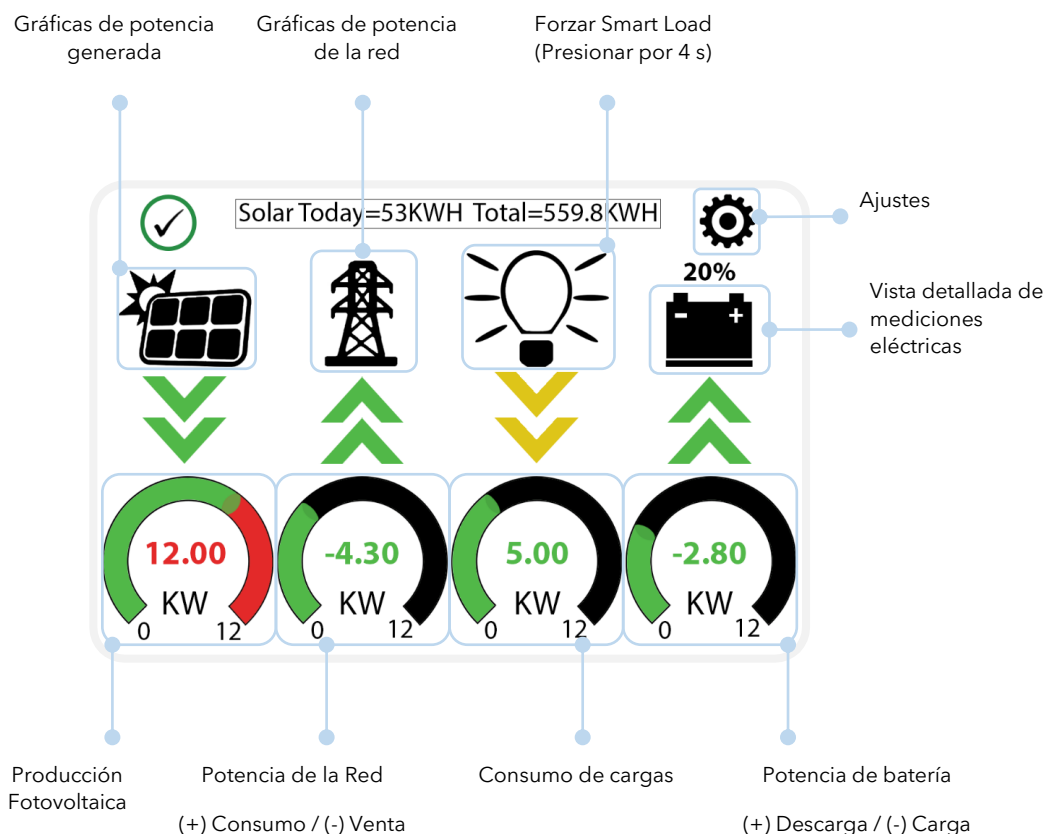 Gráficas de potencia
generada
Gráficas de potencia
de la red
Forzar Smart Load
(Presionar por 4 s)
Solar Today=53KWH Total=559.8KWH
Ajustes
20%
Vista detallada de
mediciones
eléctricas
- +
12.00
KW
0 12
-4.30
KW
0 12
5.00
KW
0 12
-2.80
KW
0 12
Producción
Fotovoltaica
Potencia de la Red
(+) Consumo / (-) Venta
Consumo de cargas
Potencia de batería
(+) Descarga / (-) Carga